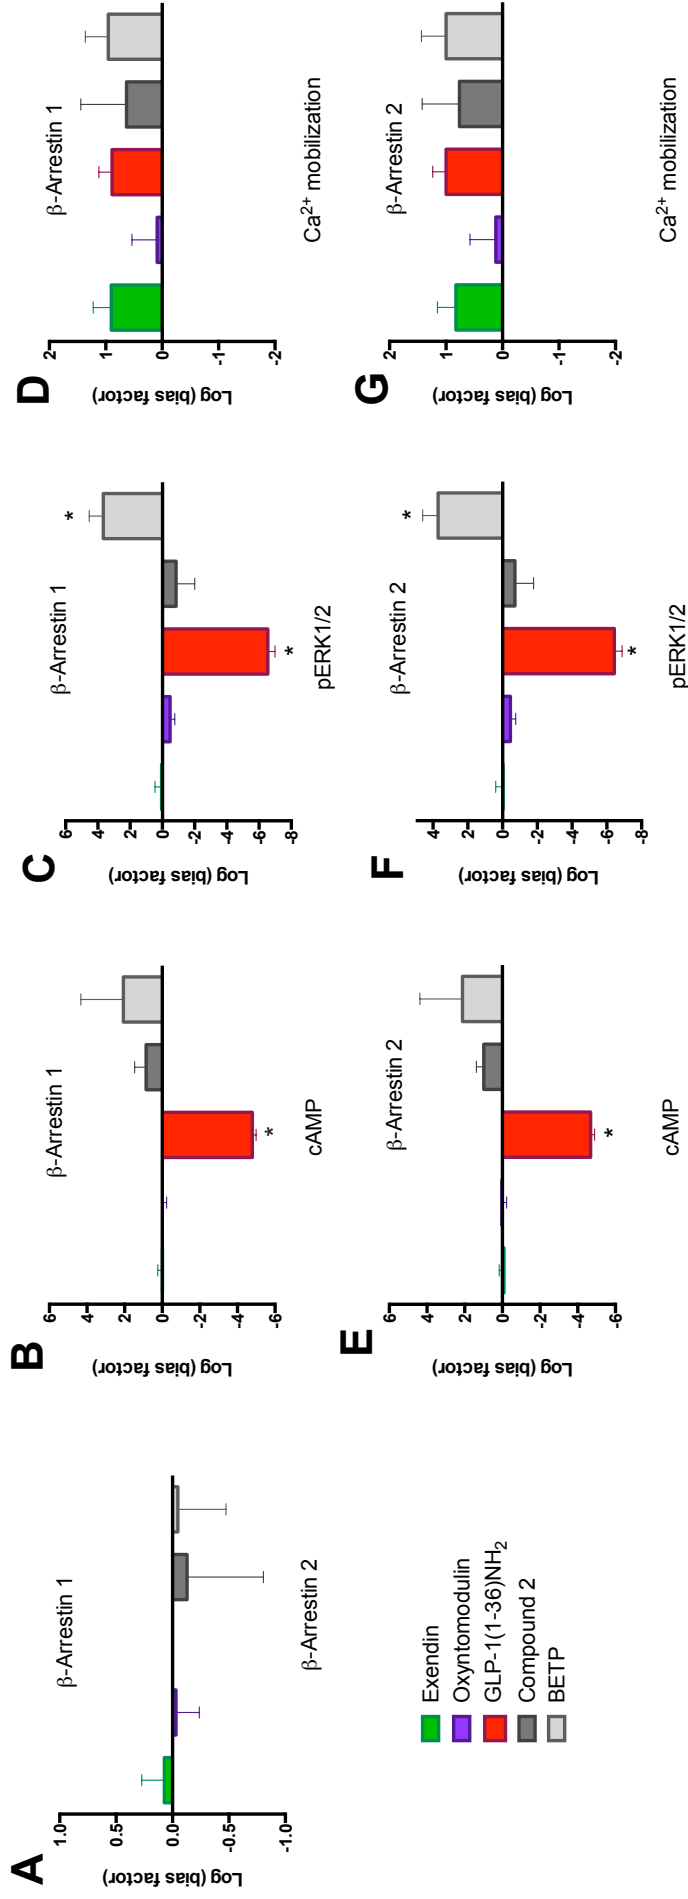 A
β-Arrestin 1
Log (bias factor)
1.0
0.5
0.0
-0.5
-1.0
β-Arrestin 2
B
β-Arrestin 1
Log (bias factor)
6
4
2
0
-2
-4
-6
*
cAMP
C
β-Arrestin 1
Log (bias factor)
6
4
2
0
-2
-4
-6
-8
*
*
pERK1/2
D
β-Arrestin 1
Log (bias factor)
2
1
0
-1
-2
Ca²⁺ mobilization
Exendin
Oxyntomodulin
GLP-1(1-36)NH₂
Compound 2
BETP
E
β-Arrestin 2
Log (bias factor)
6
4
2
0
-2
-4
-6
*
cAMP
F
β-Arrestin 2
Log (bias factor)
4
2
0
-2
-4
-6
-8
*
*
pERK1/2
G
β-Arrestin 2
Log (bias factor)
2
1
0
-1
-2
Ca²⁺ mobilization